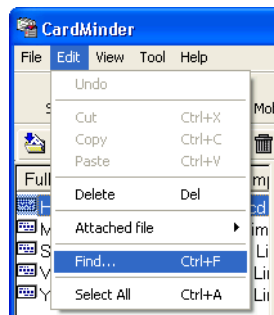 CardMinder
File Edit View Tool Help
Undo
Cut Ctrl+X
Copy Ctrl+C
Paste Ctrl+V
Delete Del
Attached file
Find... Ctrl+F
Select All Ctrl+A